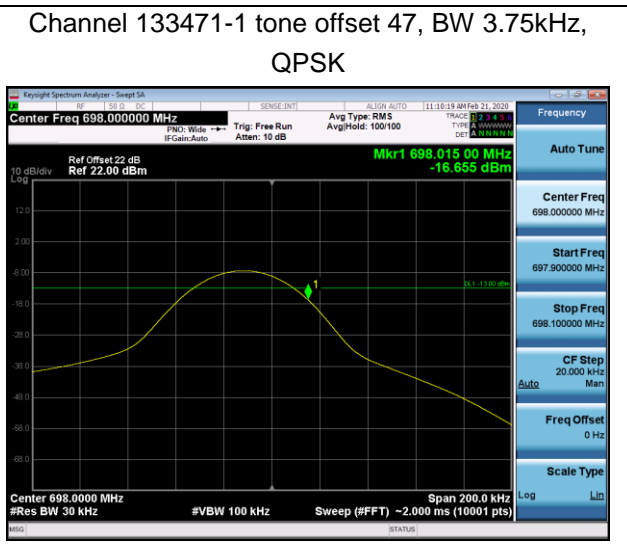 Channel 133471-1 tone offset 47, BW 3.75kHz,
QPSK
Keysight Spectrum Analyzer - Swept SA
RF 50 Ω DC SENSE:INT ALIGN AUTO 11:10:19 AM Feb 21, 2020
Center Freq 698.000000 MHz
PNO: Wide
IFGain:Auto
Trig: Free Run
Atten: 10 dB
Avg Type: RMS
Avg|Hold: 100/100
TRACE 1 2 3 4 5 6
TYPE A WWWWW
DET A NNNNN
Mkr1 698.015 00 MHz
-16.655 dBm
Ref Offset 22 dB
10 dB/div Ref 22.00 dBm
Log
12.0
2.00
-8.00
-18.0
-28.0
-38.0
-48.0
-58.0
-68.0
1
DL1 -13.00 dBm
Center 698.0000 MHz Span 200.0 kHz
#Res BW 30 kHz #VBW 100 kHz Sweep (#FFT) ~2.000 ms (10001 pts)
MSG STATUS
Frequency
Auto Tune
Center Freq
698.000000 MHz
Start Freq
697.900000 MHz
Stop Freq
698.100000 MHz
CF Step
20.000 kHz
Auto Man
Freq Offset
0 Hz
Scale Type
Log Lin